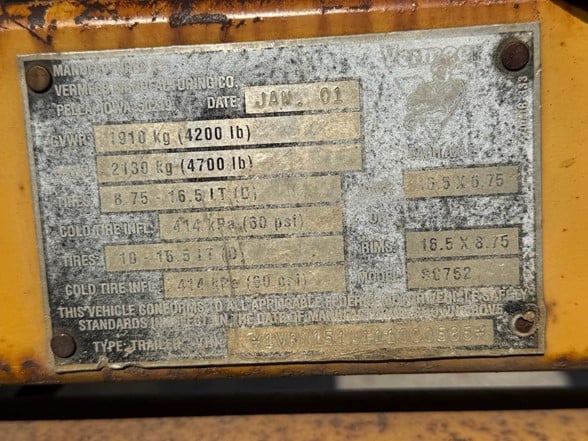 Vermeer
MANUFACTURED BY
VERMEER MANUFACTURING CO.
PELLA, IOWA 50219 DATE: JAN. 01
GVWR: 1910 kg (4200 lb)
2130 kg (4700 lb)
TIRES: 8.75 - 16.5 LT (D) 16.5 X 6.75
COLD TIRE INFL. 414 kPa (60 psi)
TIRES: 10 - 16.5 LT (D) RIMS: 16.5 X 8.75
COLD TIRE INFL. 414 kPa (60 psi) MODEL: SC752
THIS VEHICLE CONFORMS TO ALL APPLICABLE FEDERAL MOTOR VEHICLE SAFETY
STANDARDS IN EFFECT IN THE DATE OF MANUFACTURE SHOWN ABOVE
TYPE: TRAILER VIN: